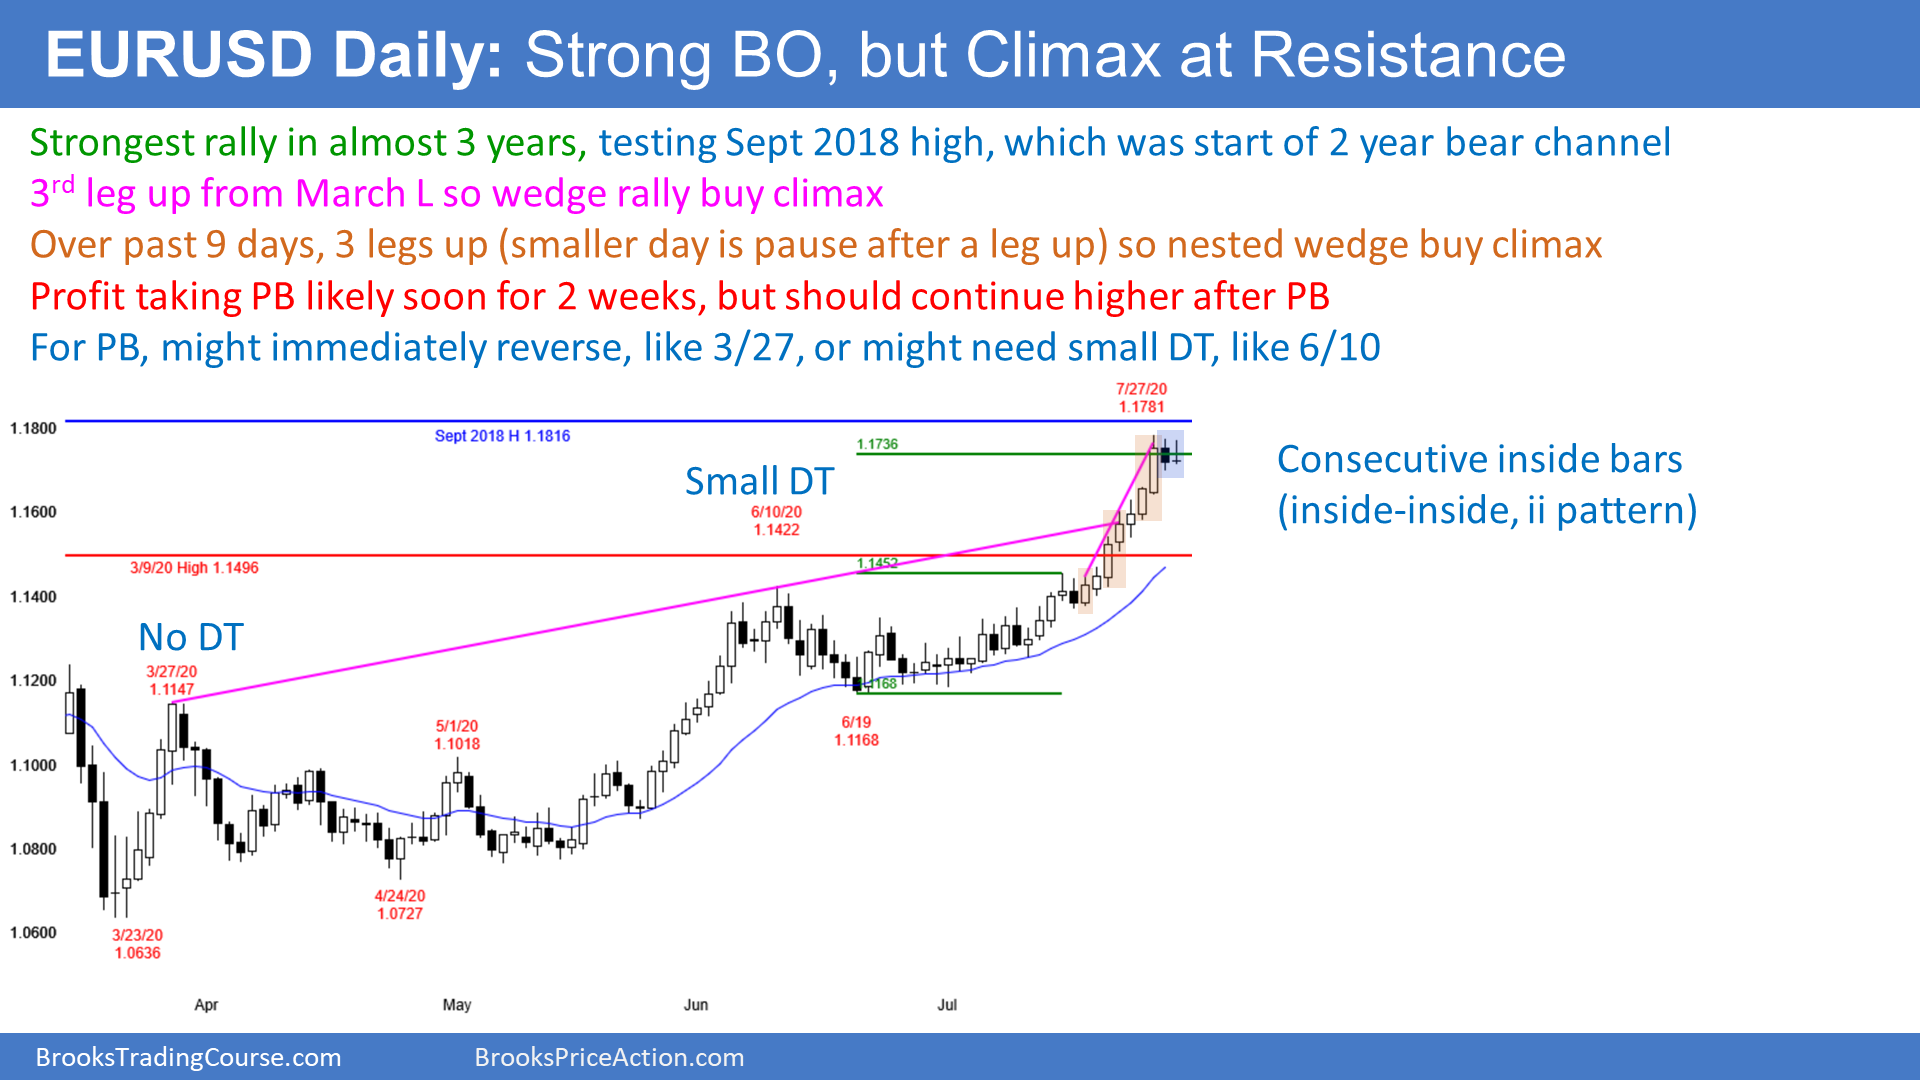 EURUSD Daily: Strong BO, but Climax at Resistance
Strongest rally in almost 3 years, testing Sept 2018 high, which was start of 2 year bear channel
3rd leg up from March L so wedge rally buy climax
Over past 9 days, 3 legs up (smaller day is pause after a leg up) so nested wedge buy climax
Profit taking PB likely soon for 2 weeks, but should continue higher after PB
For PB, might immediately reverse, like 3/27, or might need small DT, like 6/10
7/27/20
1.1781
1.1800
Sept 2018 H 1.1816
1.1736
Consecutive inside bars
(inside-inside, ii pattern)
Small DT
6/10/20
1.1422
1.1600
3/9/20 High 1.1496
1.1452
1.1400
No DT
3/27/20
1.1147
1.1200
1.1168
6/19
1.1168
5/1/20
1.1018
1.1000
1.0800
4/24/20
1.0727
1.0600
3/23/20
1.0636
Apr
May
Jun
Jul
BrooksTradingCourse.com
BrooksPriceAction.com